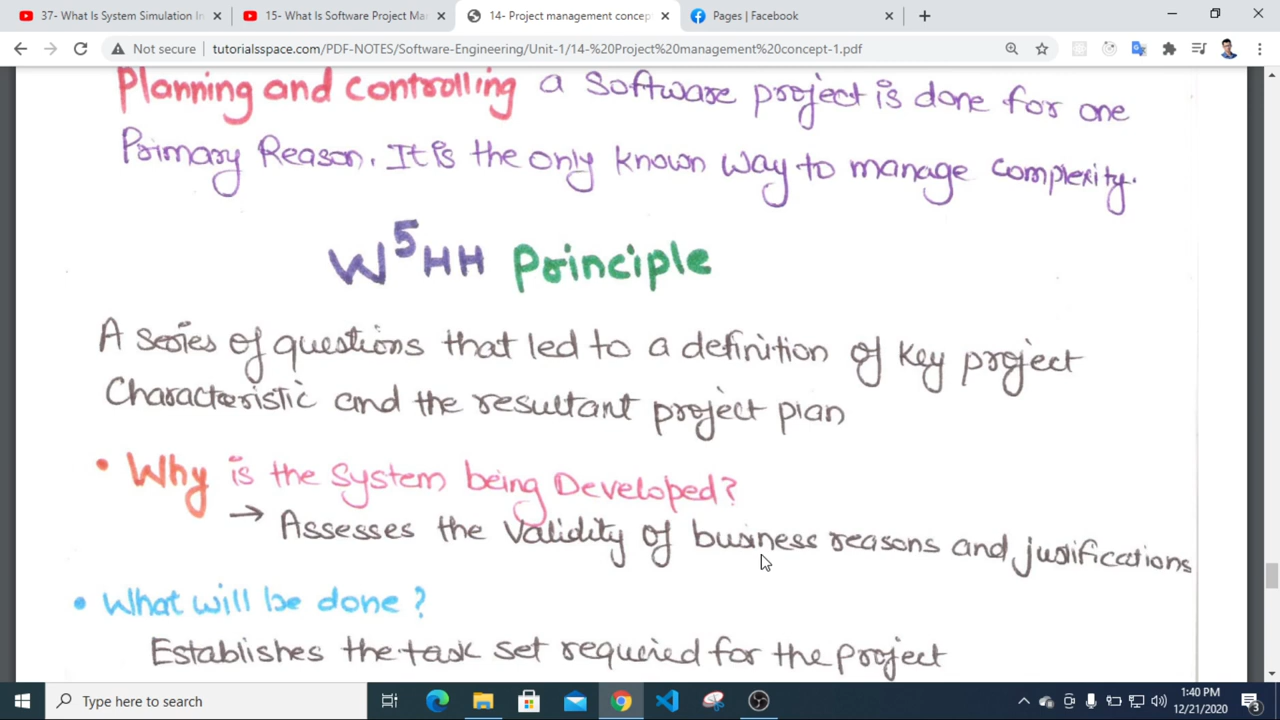 37- What Is System Simulation In
15- What Is Software Project Ma
14- Project management concep
Pages | Facebook
Not secure
tutorialsspace.com/PDF-NOTES/Software-Engineering/Unit-1/14-%20Project%20management%20concept-1.pdf
Planning and controlling a Software project is done for one
Primary Reason. It is the only known way to manage complexity.
W⁵HH Principle
A series of questions that led to a definition of key project
Characteristic and the resultant project plan
• Why is the System being Developed?
→ Assesses the validity of business reasons and justifications
• What will be done?
Establishes the task set required for the project
Type here to search
1:40 PM
12/21/2020
3